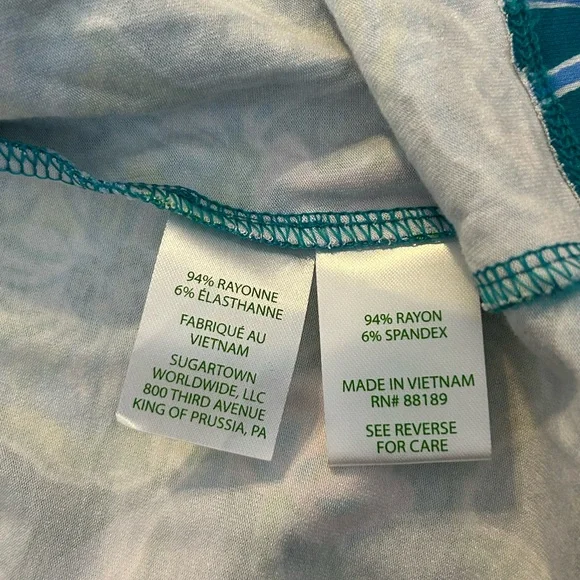 94% RAYONNE
6% ÉLASTHANNE
FABRIQUÉ AU
VIETNAM
SUGARTOWN
WORLDWIDE, LLC
800 THIRD AVENUE
KING OF PRUSSIA, PA
94% RAYON
6% SPANDEX
MADE IN VIETNAM
RN# 88189
SEE REVERSE
FOR CARE